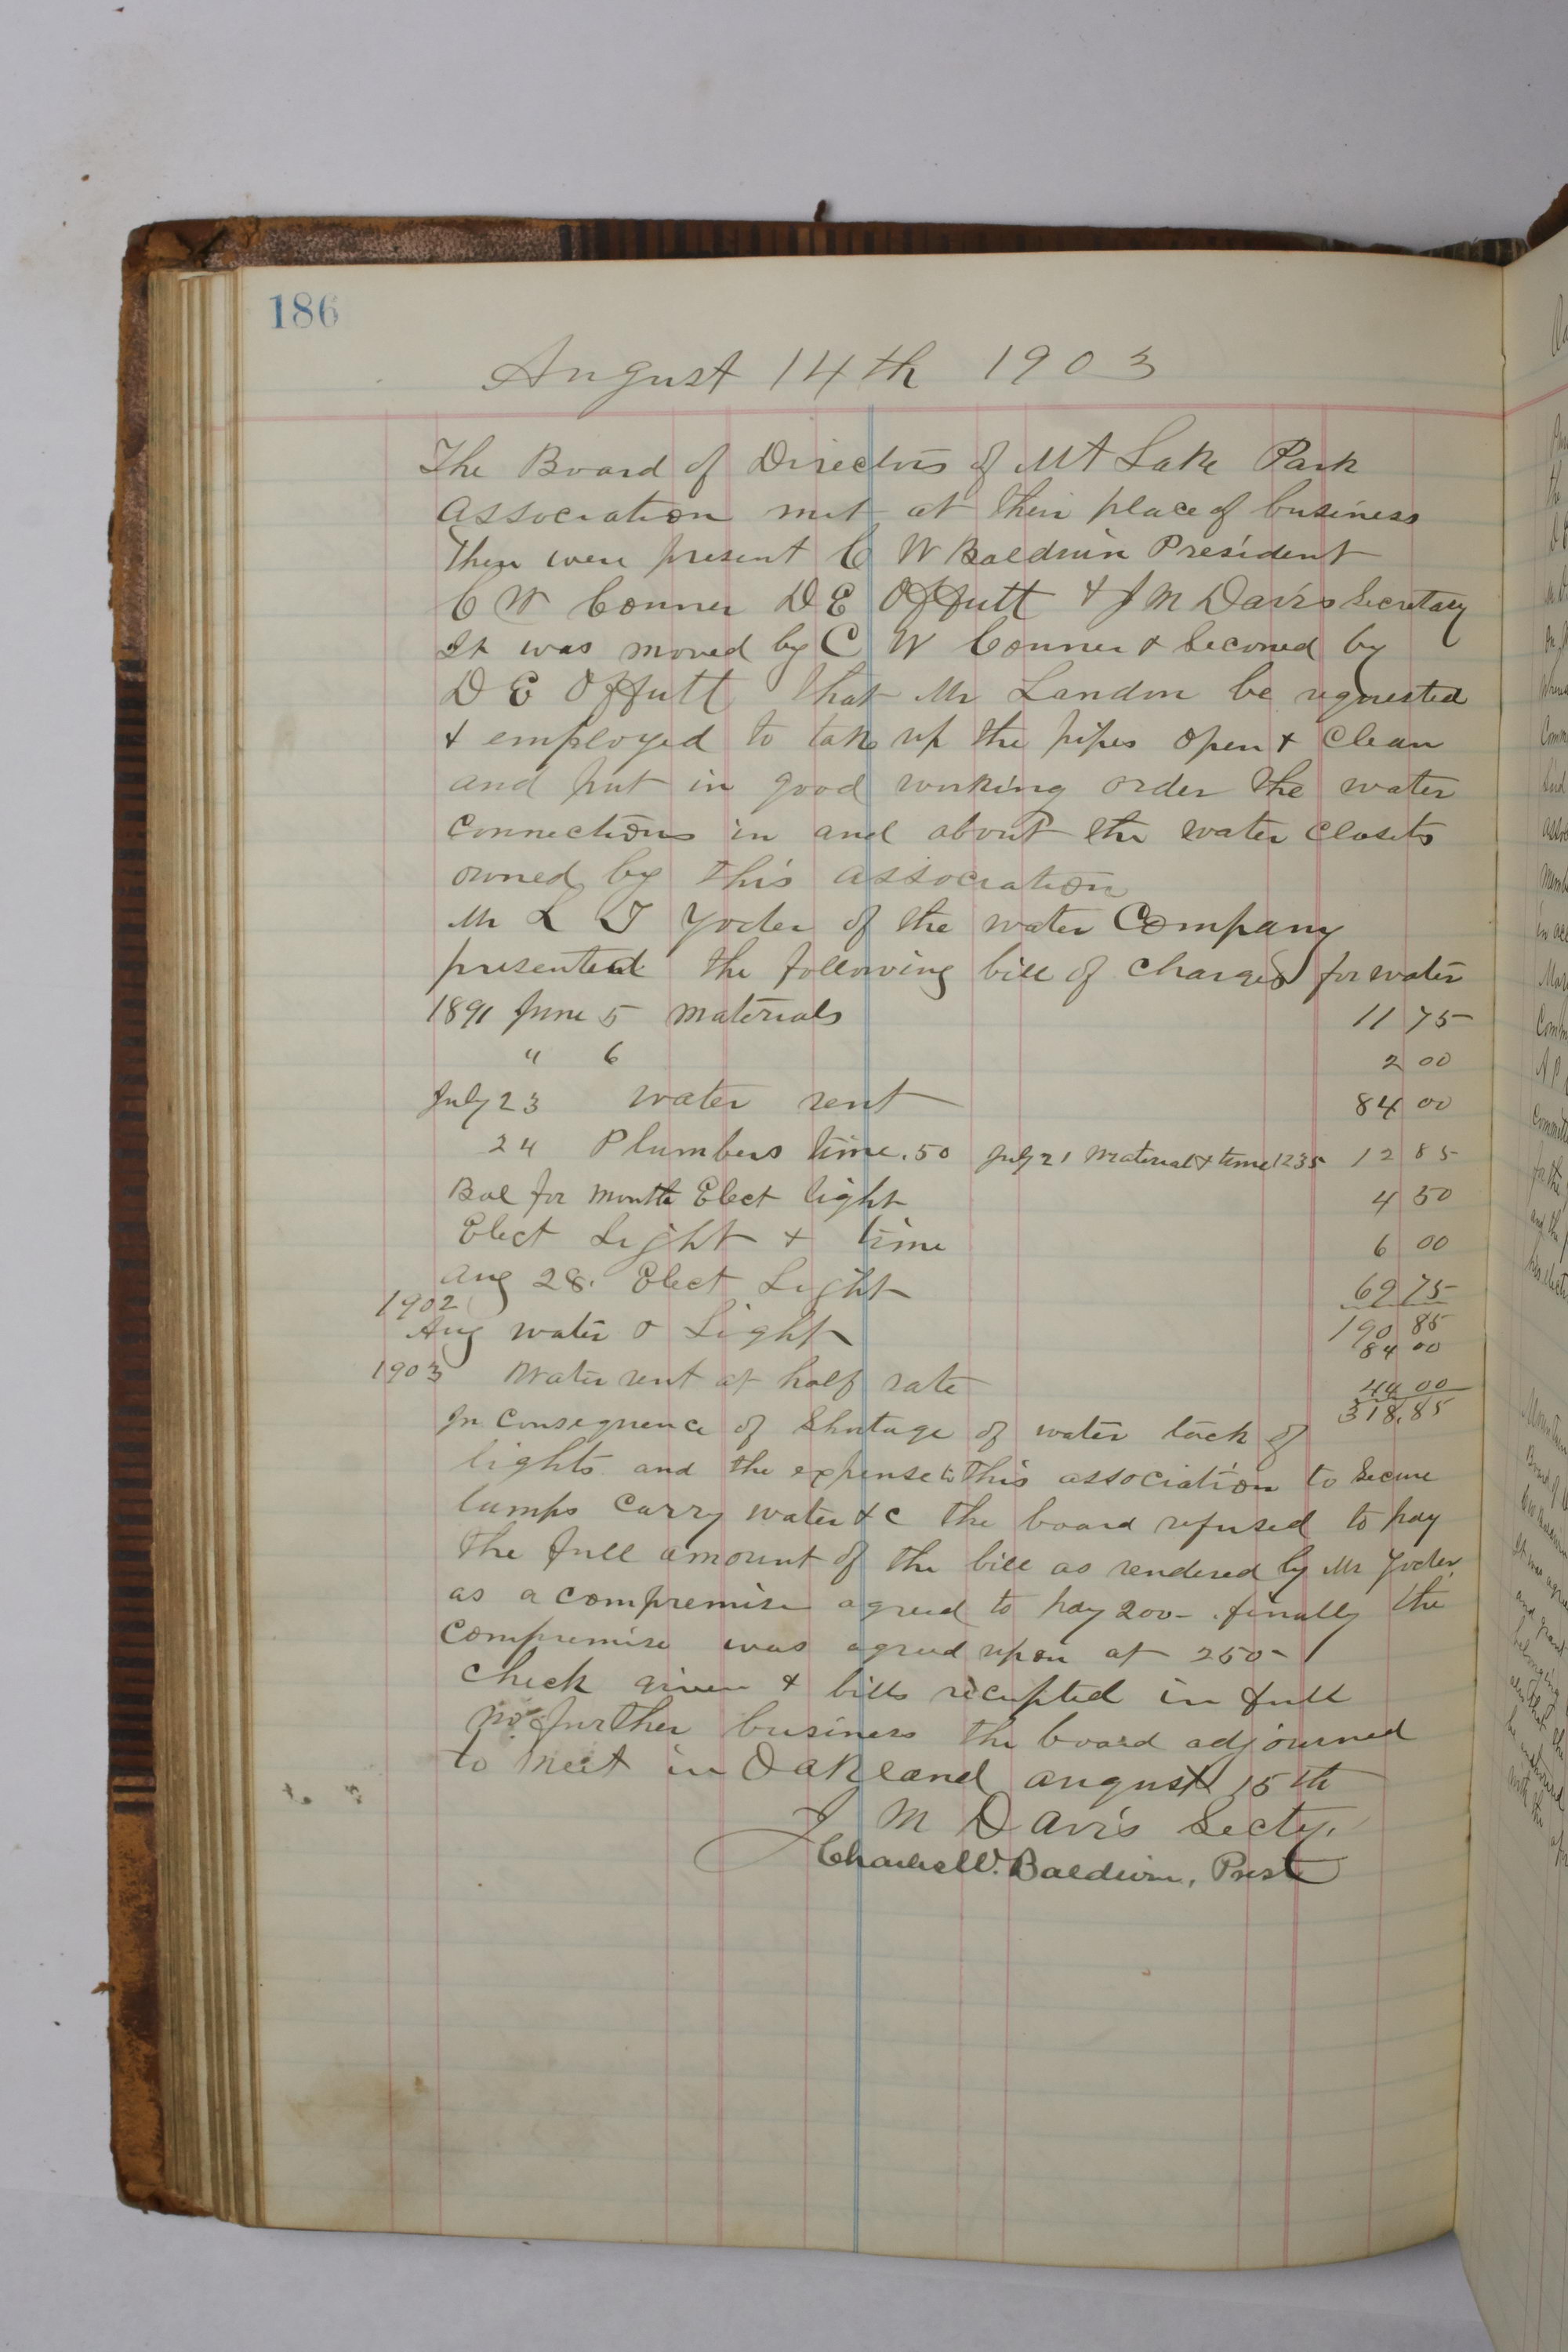 186
August 14th 1903
The Board of Directors of Mt Lake Park
Association met at their place of business
There were present C W Baldwin President
C W Conner D E Offutt & J M Davis Secretary
It was moved by C W Conner & Seconed by
D E Offutt that Mr Landon be requested
& employed to take up the pipes open & Clean
and put in good working order the water
Connections in and about the water Closets
owned by this association
Mr L T Yoder of the water Company
presented the following bill of charges for water
1891 June 5 Materials 11 75
" 6 2 00
July 23 water rent 84 00
24 Plumbers time .50 July 21 Material & time 12 35 12 85
Bal for Month Elect light 4 50
Elect Light & time 6 00
Aug 28. Elect Light 69 75
190 85
1902
Aug water & Light 84 00
1903 Water rent at half rate 44 00
318.85
In Consequence of Shortage of water lack of
lights and the expense to this association to Secure
lamps Carry water &c the board refused to pay
the full amount of the bill as rendered by Mr Yoder
as a compremise agreed to pay 200- . finally the
Compremise was agreed upon at 250-
Check given & bills recipted in full
No further business the board adjourned
to meet in Oakland august 15th
J M Davis Secty.
Charles W. Baldwin, Prest